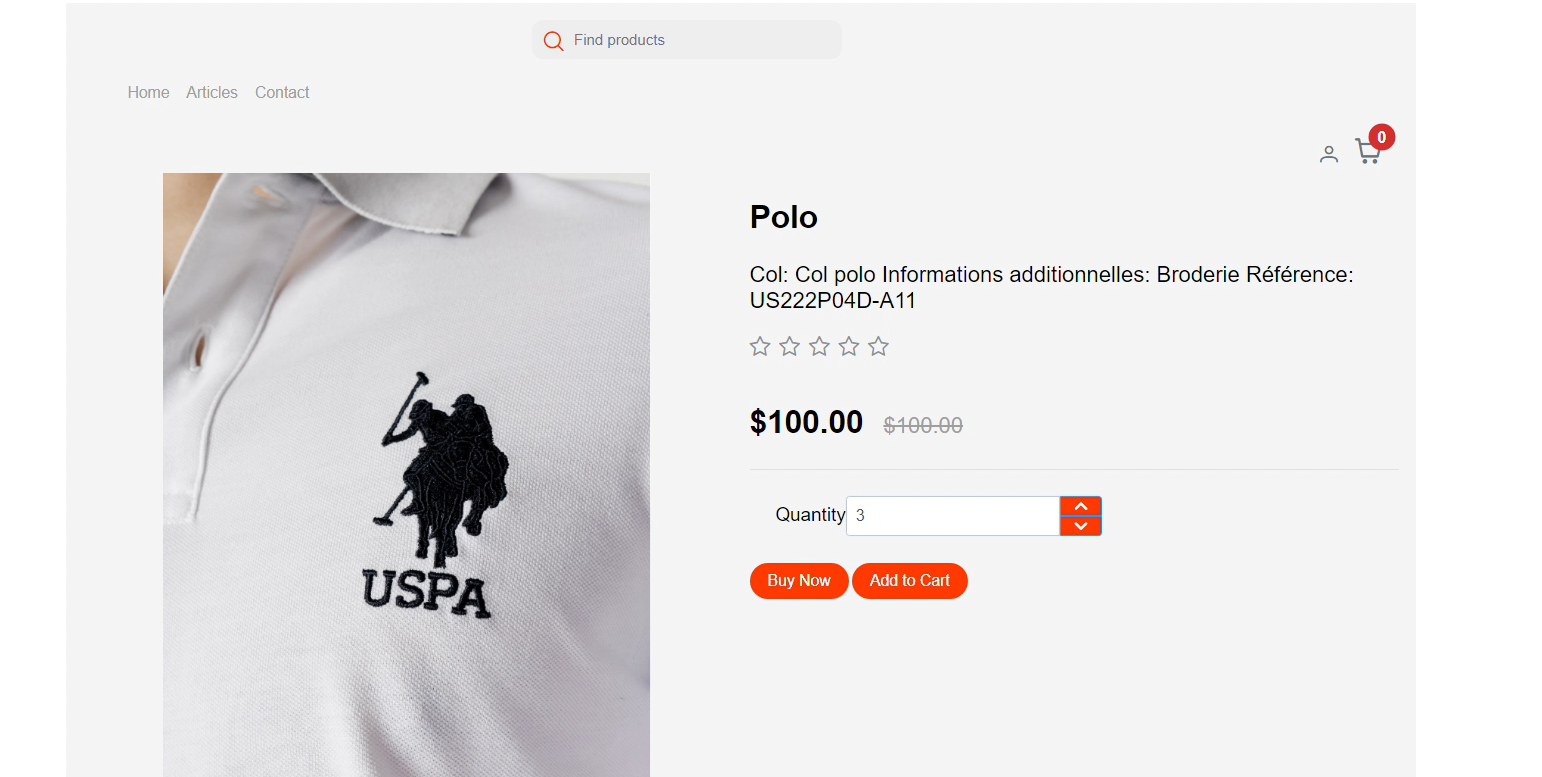 Find products
Home Articles Contact
0
Polo
Col: Col polo Informations additionnelles: Broderie Référence:
US222P04D-A11
$100.00 $100.00
Quantity 3
Buy Now Add to Cart
USPA